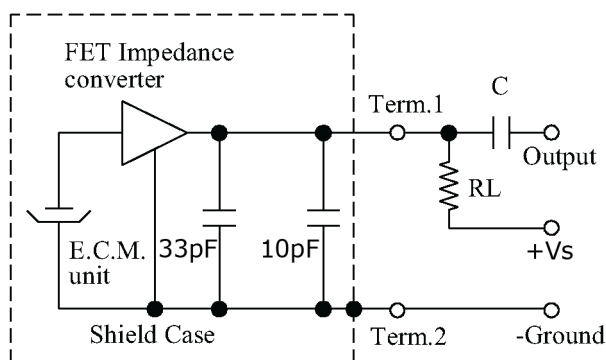 FET Impedance
converter
Term.1
C
Output
RL
+Vs
E.C.M.
unit
33pF
10pF
Shield Case
Term.2
-Ground